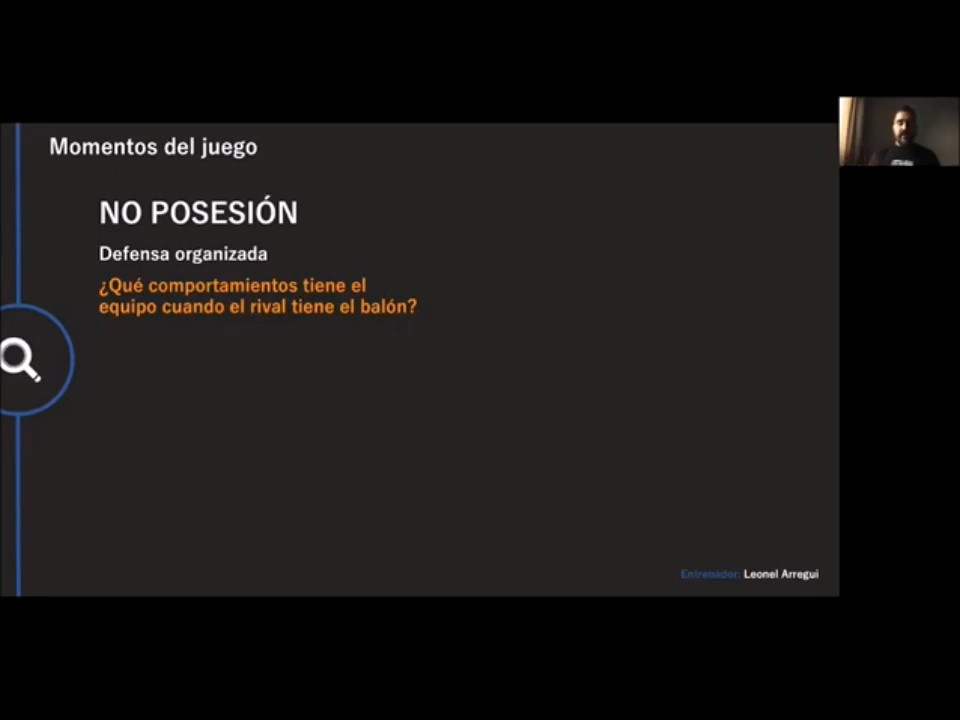 Momentos del juego
NO POSESIÓN
Defensa organizada
¿Qué comportamientos tiene el
equipo cuando el rival tiene el balón?
Entrenador: Leonel Arregui